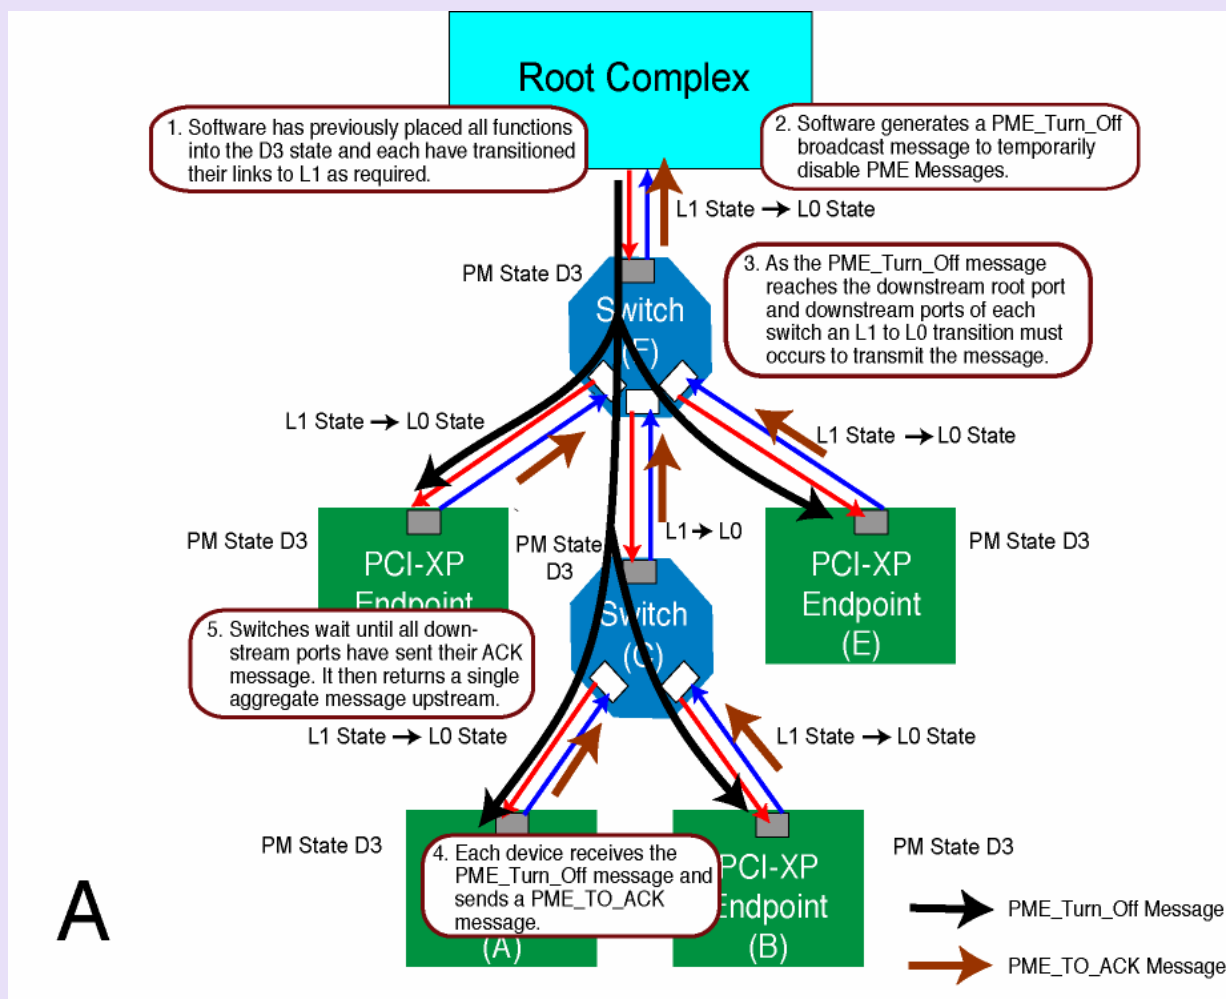 Root Complex
1. Software has previously placed all functions
into the D3 state and each have transitioned
their links to L1 as required.
2. Software generates a PME_Turn_Off
broadcast message to temporarily
disable PME Messages.
L1 State → L0 State
PM State D3
3. As the PME_Turn_Off message
reaches the downstream root port
and downstream ports of each
switch an L1 to L0 transition must
occurs to transmit the message.
Switch
(F)
L1 State → L0 State
L1 State → L0 State
PM State D3
PCI-XP
Endpoint
PM State
D3
L1 → L0
PCI-XP
Endpoint
(E)
PM State D3
5. Switches wait until all down-
stream ports have sent their ACK
message. It then returns a single
aggregate message upstream.
Switch
(C)
L1 State → L0 State
L1 State → L0 State
PM State D3
4. Each device receives the
PME_Turn_Off message and
sends a PME_TO_ACK
message.
(A)
PCI-XP
Endpoint
(B)
PM State D3
A
PME_Turn_Off Message
PME_TO_ACK Message